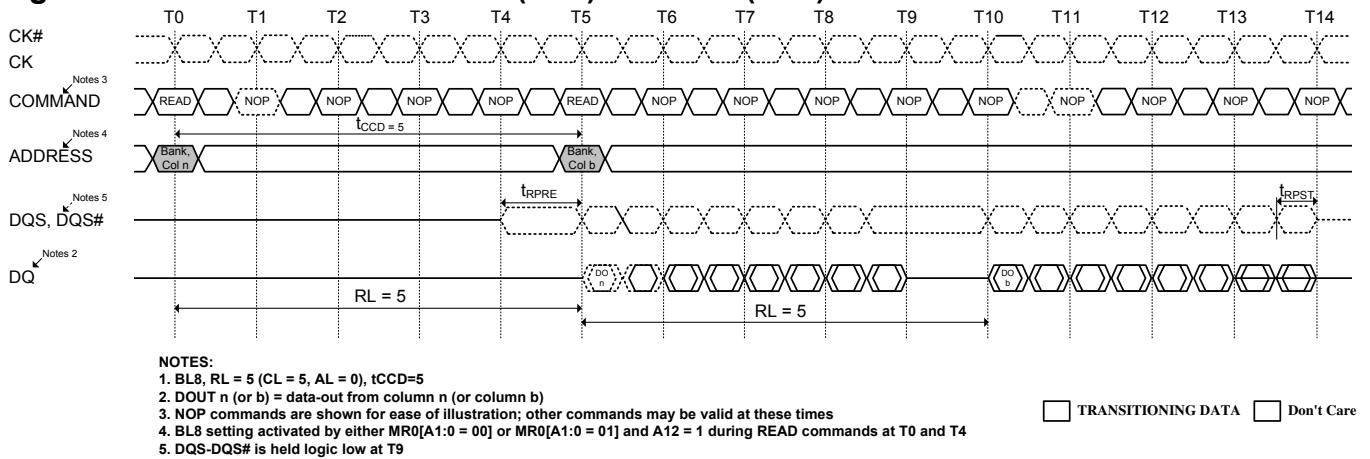 T0 T1 T2 T3 T4 T5 T6 T7 T8 T9 T10 T11 T12 T13 T14
CK#
CK
Notes 3
COMMAND READ NOP NOP NOP NOP READ NOP NOP NOP NOP NOP NOP NOP NOP NOP
tCCD = 5
Notes 4
ADDRESS
Bank, Col n
Bank, Col b
Notes 5
DQS, DQS#
tRPRE
tRPST
Notes 2
DQ
DO n
DO b
RL = 5
RL = 5
NOTES:
1. BL8, RL = 5 (CL = 5, AL = 0), tCCD=5
2. DOUT n (or b) = data-out from column n (or column b)
3. NOP commands are shown for ease of illustration; other commands may be valid at these times
4. BL8 setting activated by either MR0[A1:0 = 00] or MR0[A1:0 = 01] and A12 = 1 during READ commands at T0 and T4
5. DQS-DQS# is held logic low at T9
TRANSITIONING DATA Don't Care